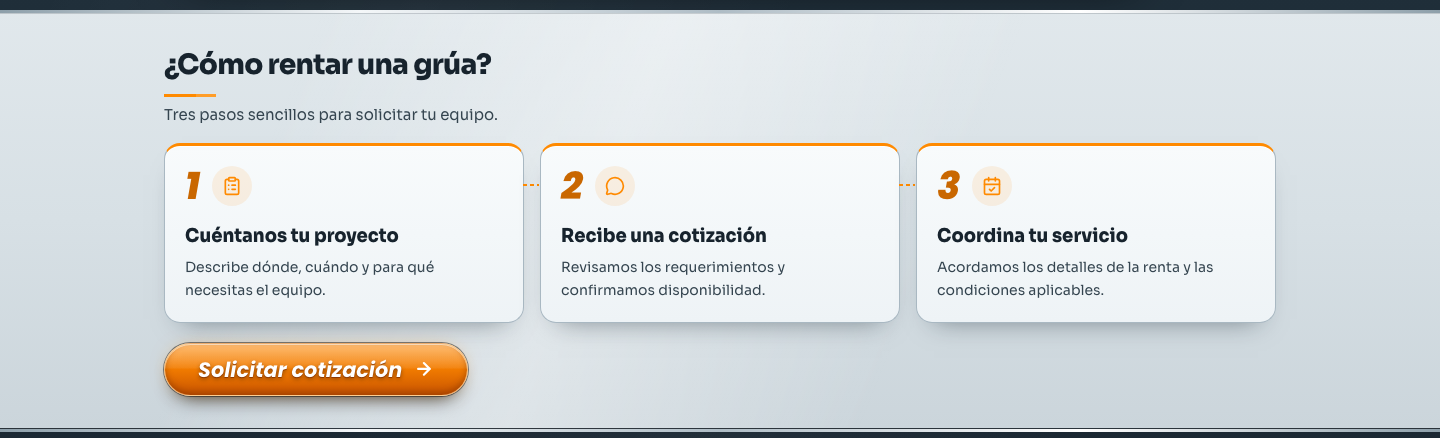 ¿Cómo rentar una grúa?
Tres pasos sencillos para solicitar tu equipo.
1
Cuéntanos tu proyecto
Describe dónde, cuándo y para qué
necesitas el equipo.
2
Recibe una cotización
Revisamos los requerimientos y
confirmamos disponibilidad.
3
Coordina tu servicio
Acordamos los detalles de la renta y las
condiciones aplicables.
Solicitar cotización →